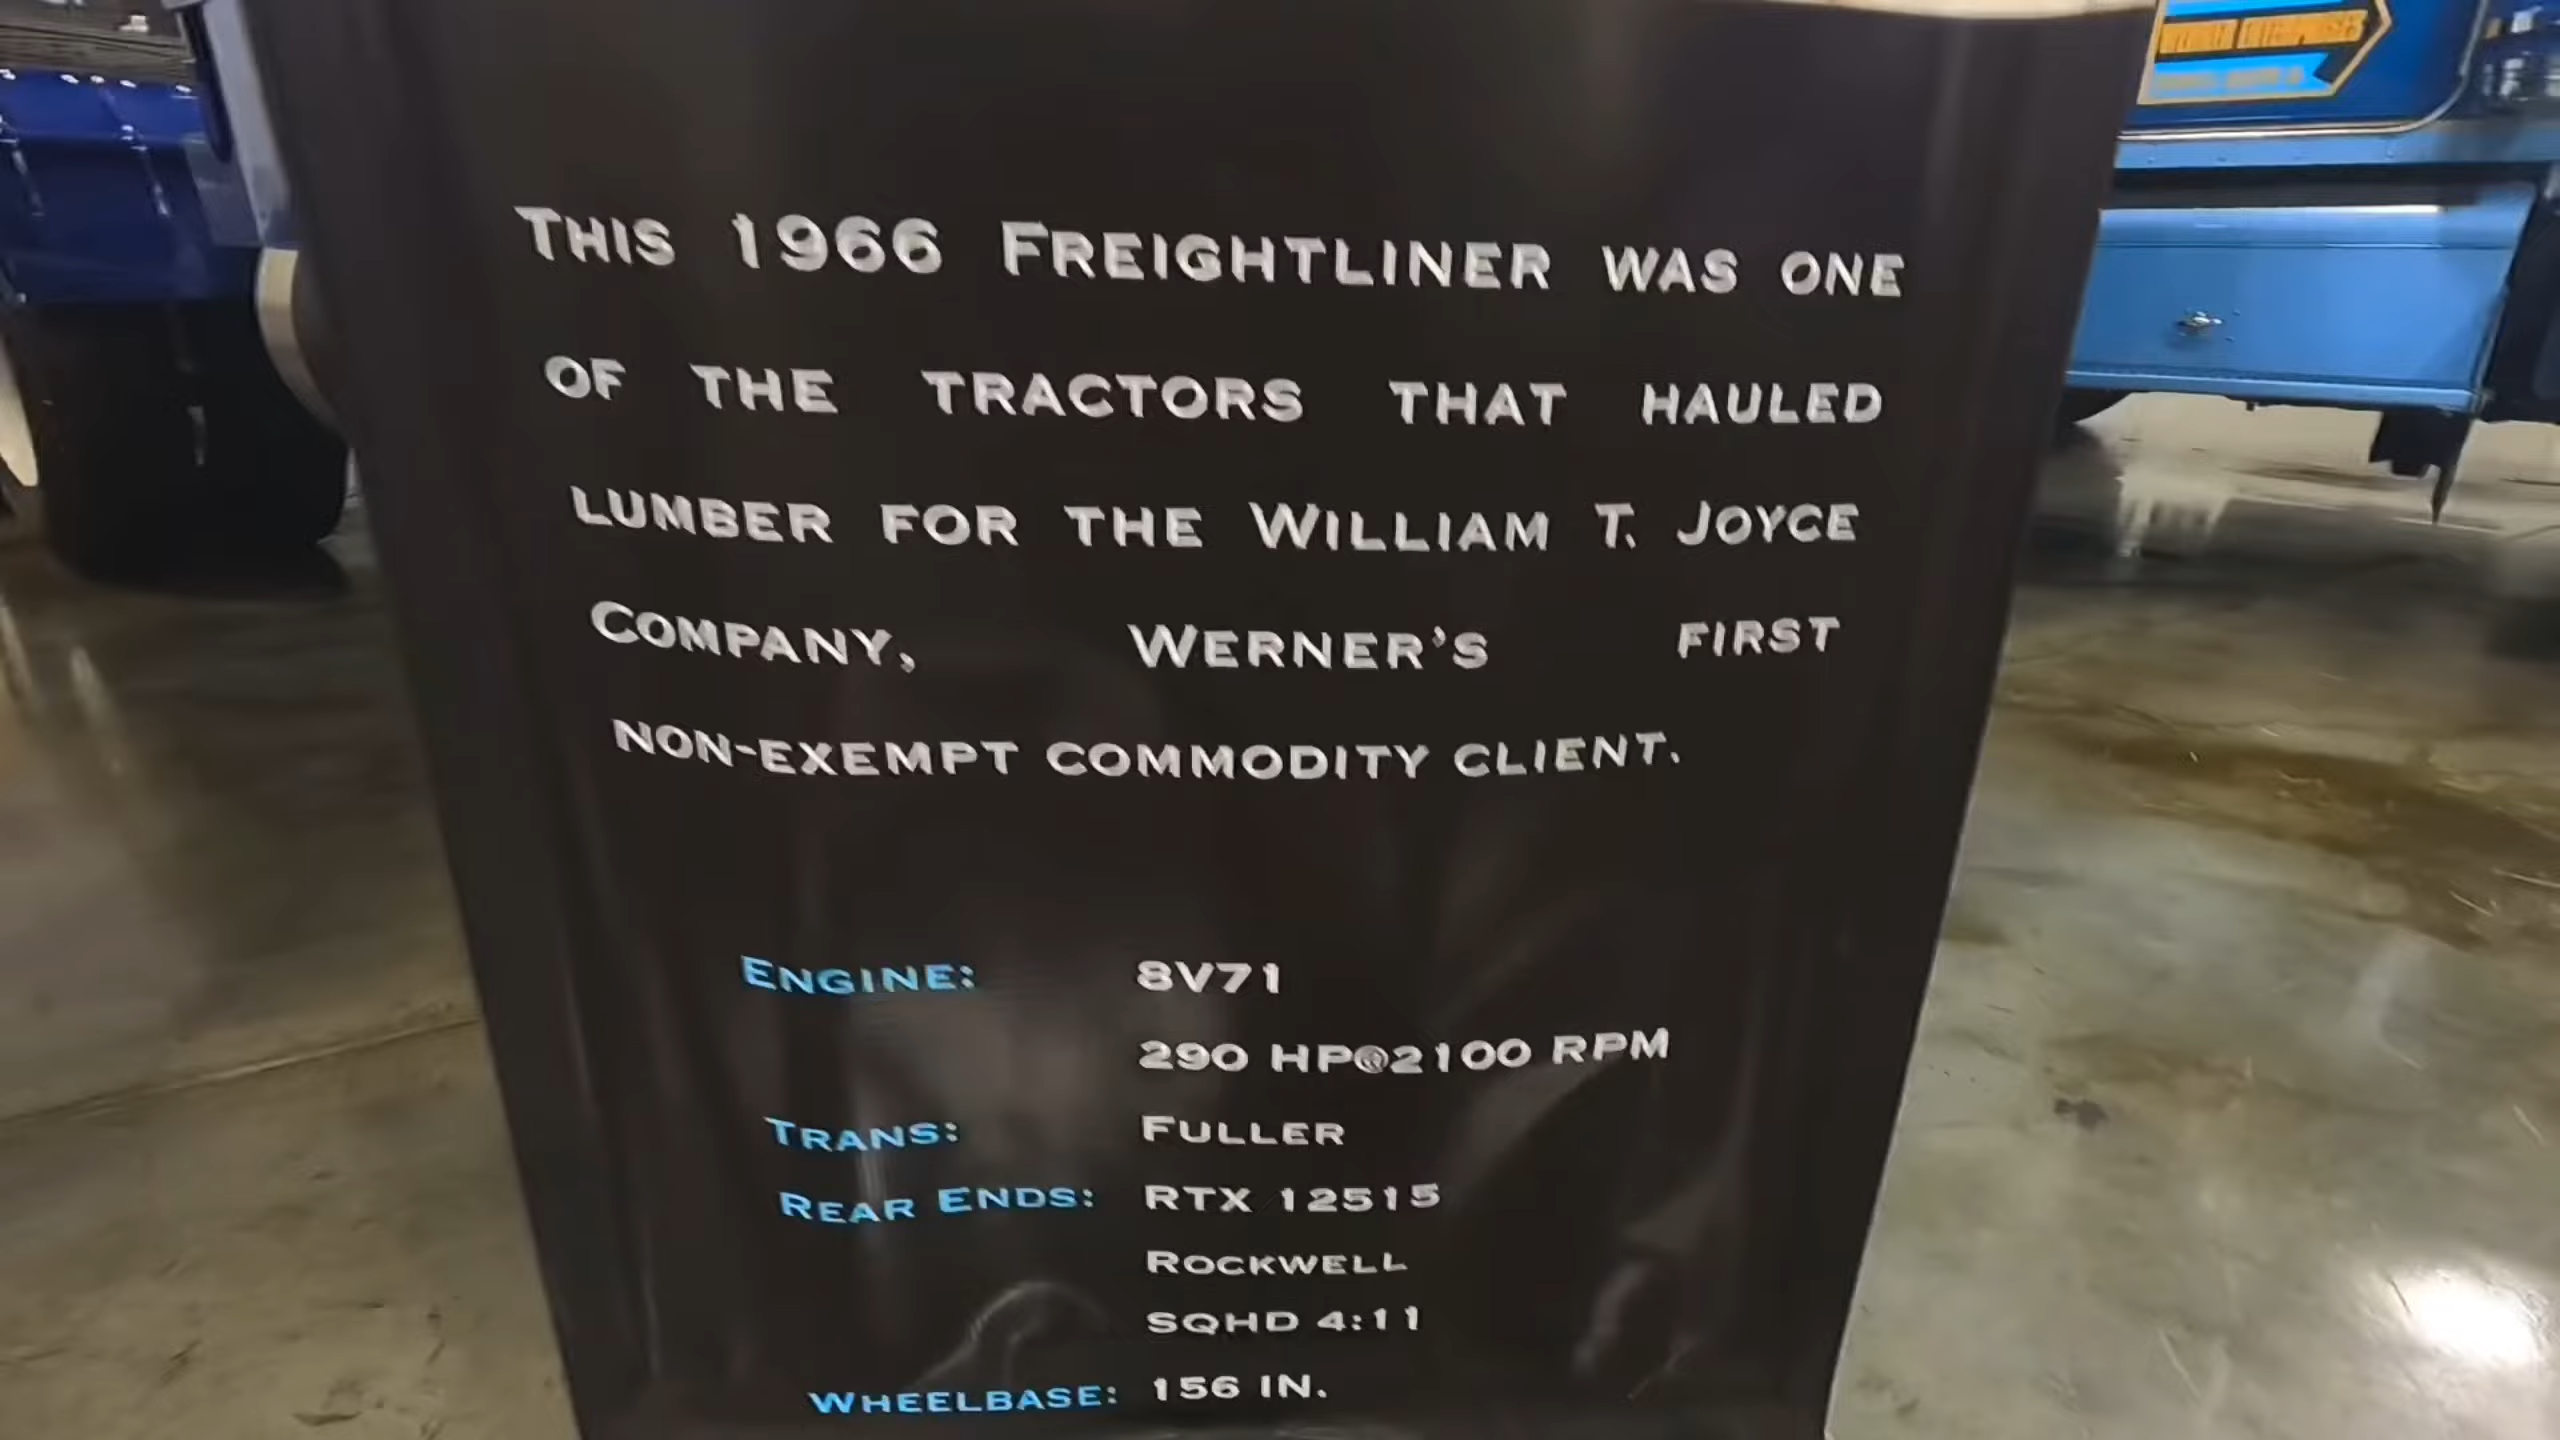 WERNER ENTERPRISES
THIS 1966 FREIGHTLINER WAS ONE
OF THE TRACTORS THAT HAULED
LUMBER FOR THE WILLIAM T. JOYCE
COMPANY, WERNER'S FIRST
NON-EXEMPT COMMODITY CLIENT.
ENGINE: 8V71
290 HP@2100 RPM
TRANS: FULLER
REAR ENDS: RTX 12515
ROCKWELL
SQHD 4:11
WHEELBASE: 156 IN.